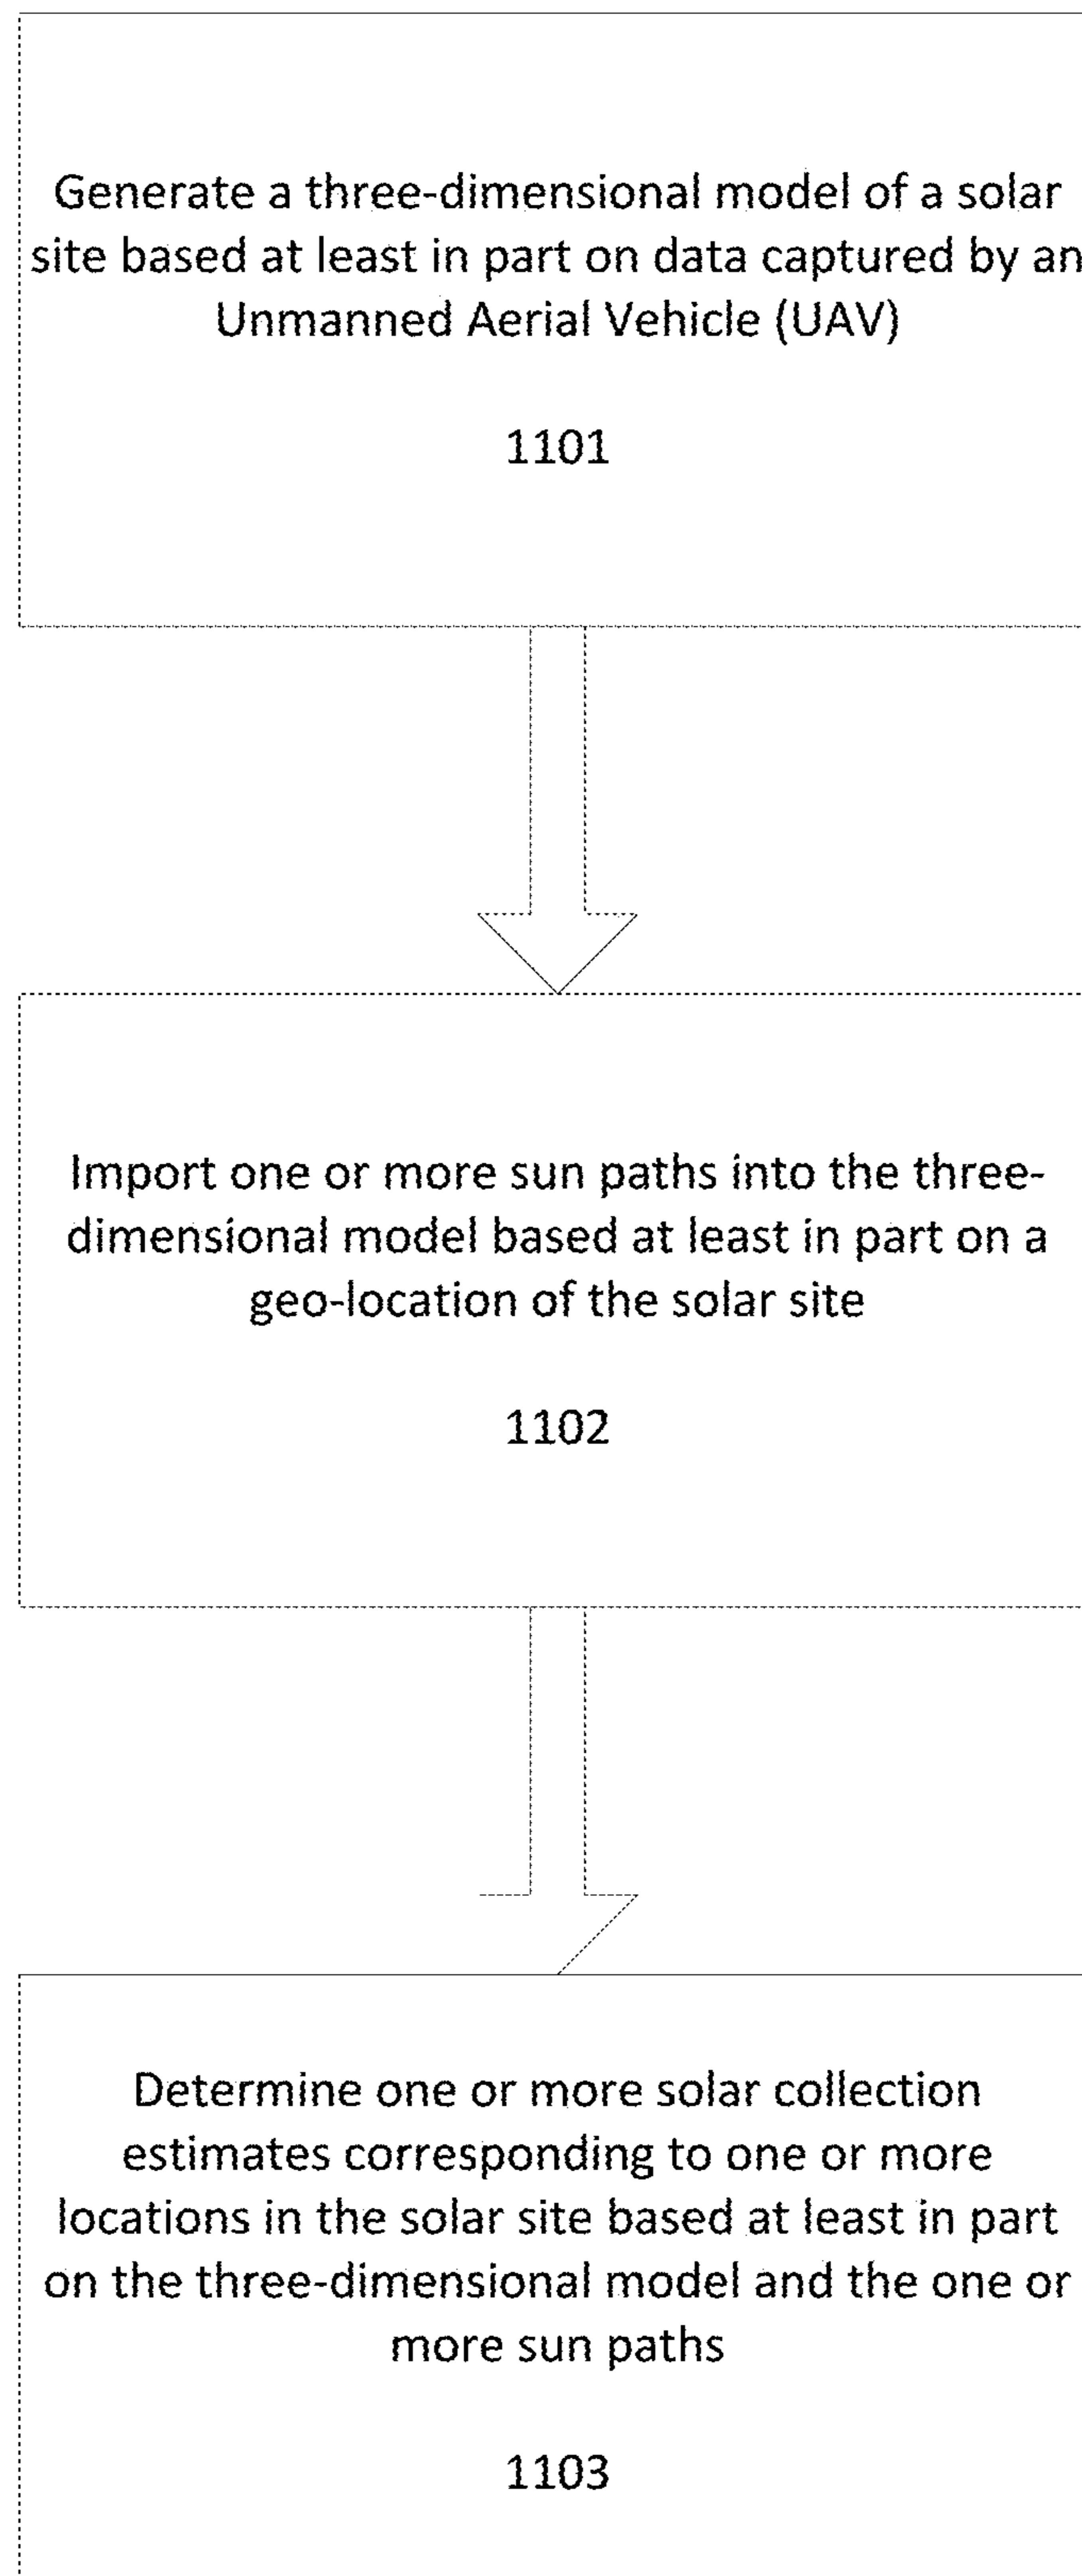 Generate a three-dimensional model of a solar
site based at least in part on data captured by an
Unmanned Aerial Vehicle (UAV)
1101
Import one or more sun paths into the three-
dimensional model based at least in part on a
geo-location of the solar site
1102
Determine one or more solar collection
estimates corresponding to one or more
locations in the solar site based at least in part
on the three-dimensional model and the one or
more sun paths
1103